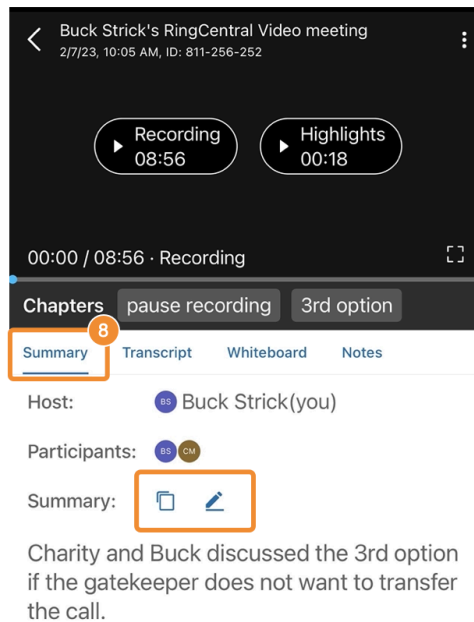 Buck Strick's RingCentral Video meeting
2/7/23, 10:05 AM, ID: 811-256-252
Recording
08:56
Highlights
00:18
00:00 / 08:56 · Recording
Chapters pause recording 3rd option
8
Summary Transcript Whiteboard Notes
Host: BS Buck Strick(you)
Participants: BS CM
Summary:
Charity and Buck discussed the 3rd option
if the gatekeeper does not want to transfer
the call.